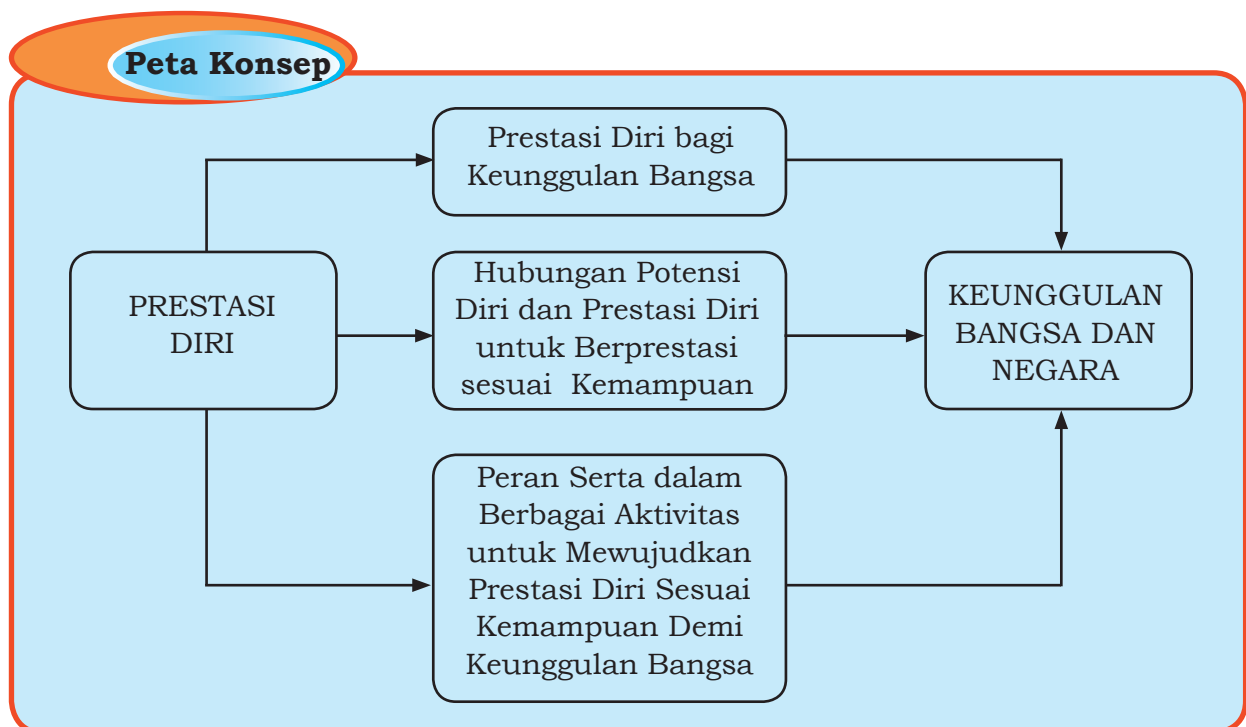 Peta Konsep
Prestasi Diri bagi
Keunggulan Bangsa
PRESTASI
DIRI
Hubungan Potensi
Diri dan Prestasi Diri
untuk Berprestasi
sesuai Kemampuan
KEUNGGULAN
BANGSA DAN
NEGARA
Peran Serta dalam
Berbagai Aktivitas
untuk Mewujudkan
Prestasi Diri Sesuai
Kemampuan Demi
Keunggulan Bangsa